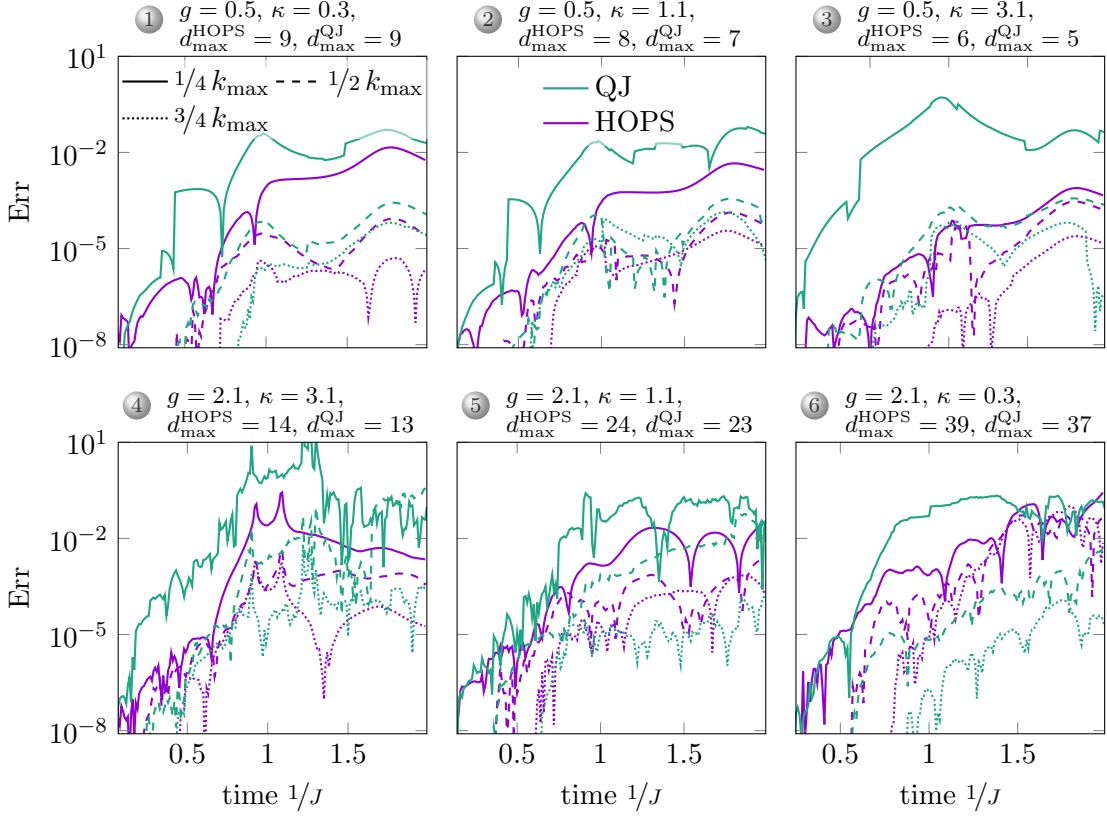 1 g = 0.5, κ = 0.3,
d_max^HOPS = 9, d_max^QJ = 9
2 g = 0.5, κ = 1.1,
d_max^HOPS = 8, d_max^QJ = 7
3 g = 0.5, κ = 3.1,
d_max^HOPS = 6, d_max^QJ = 5
10^1
10^−2
10^−5
10^−8
Err
1/4 k_max
1/2 k_max
3/4 k_max
QJ
HOPS
4 g = 2.1, κ = 3.1,
d_max^HOPS = 14, d_max^QJ = 13
5 g = 2.1, κ = 1.1,
d_max^HOPS = 24, d_max^QJ = 23
6 g = 2.1, κ = 0.3,
d_max^HOPS = 39, d_max^QJ = 37
10^1
10^−2
10^−5
10^−8
Err
0.5 1 1.5
0.5 1 1.5
0.5 1 1.5
time 1/J
time 1/J
time 1/J